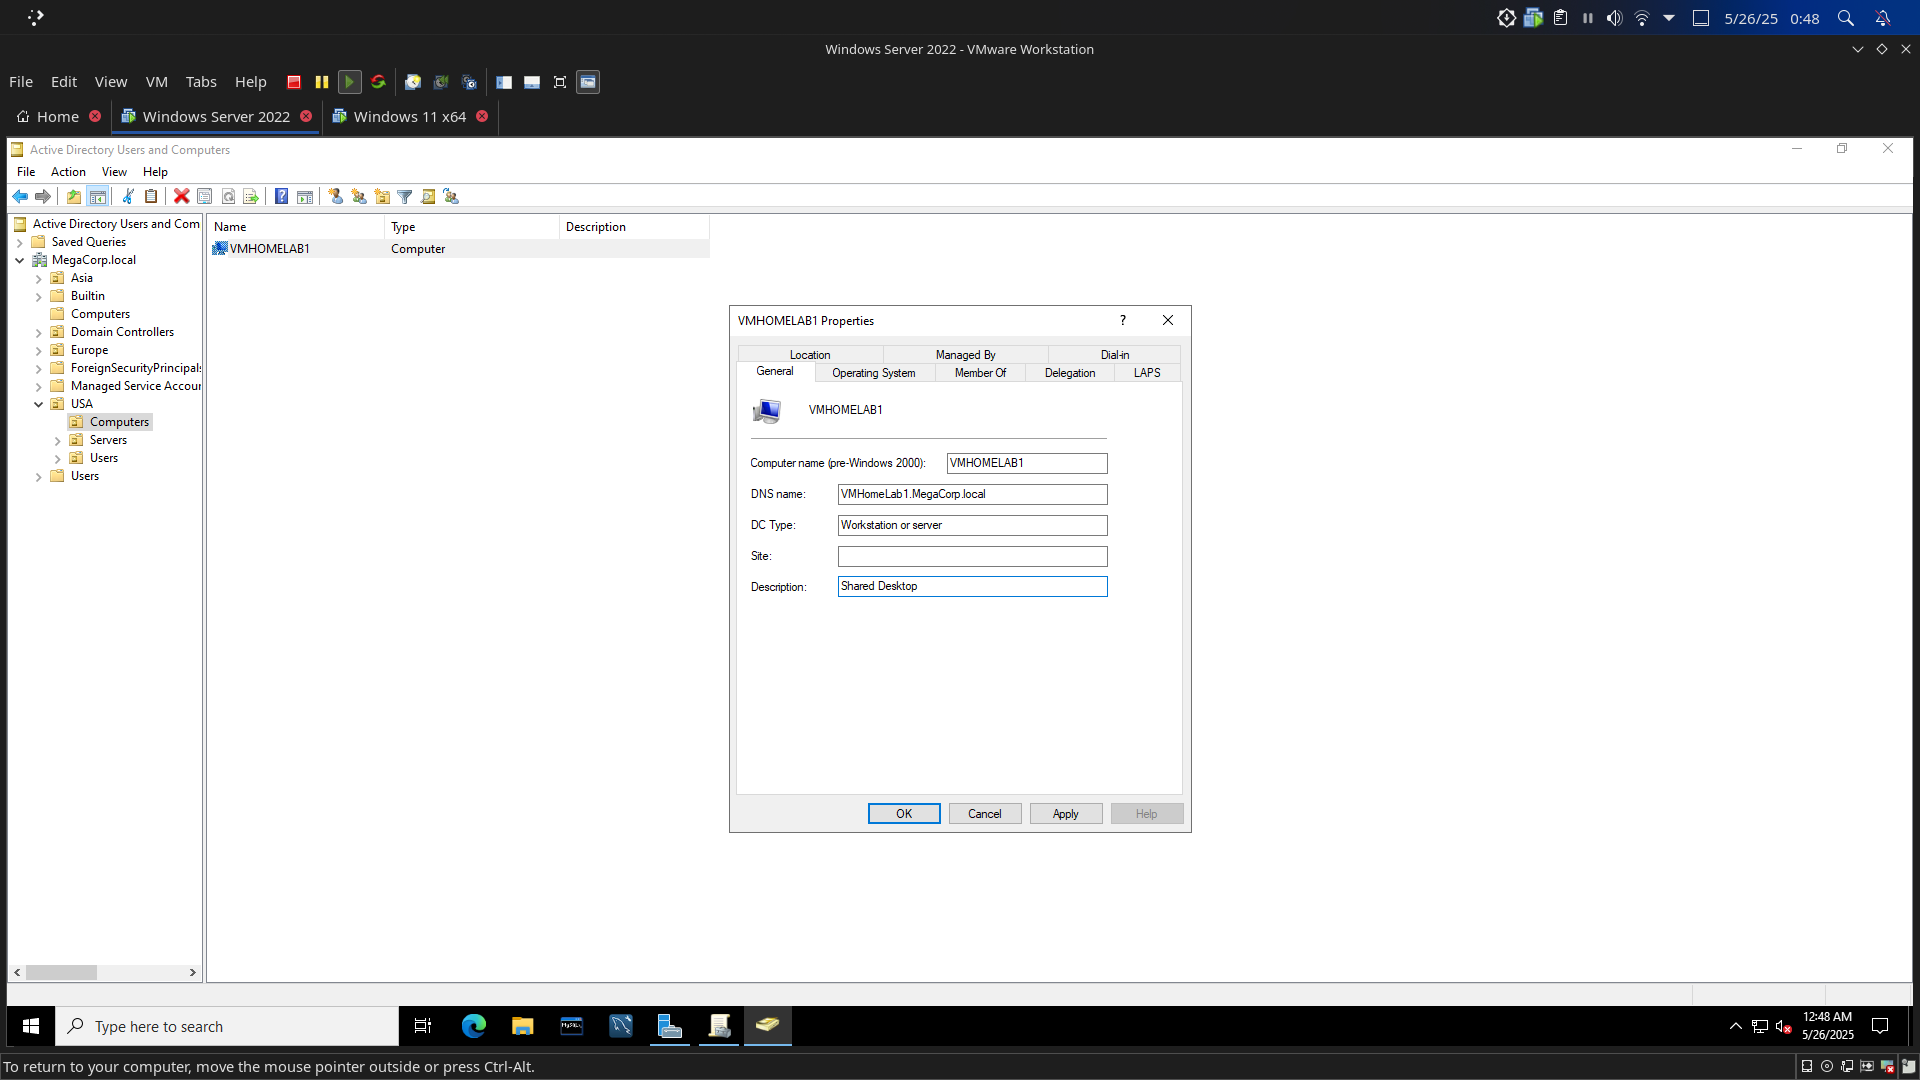 5/26/25 0:48
Windows Server 2022 - VMware Workstation
File Edit View VM Tabs Help
Home Windows Server 2022 Windows 11 x64
Active Directory Users and Computers
File Action View Help
Active Directory Users and Com
Saved Queries
MegaCorp.local
Asia
Builtin
Computers
Domain Controllers
Europe
ForeignSecurityPrincipals
Managed Service Accour
USA
Computers
Servers
Users
Users
Name Type Description
VMHOMELAB1 Computer
VMHOMELAB1 Properties ?
Location Managed By Dial-in
General Operating System Member Of Delegation LAPS
VMHOMELAB1
Computer name (pre-Windows 2000): VMHOMELAB1
DNS name: VMHomeLab1.MegaCorp.local
DC Type: Workstation or server
Site:
Description: Shared Desktop
OK Cancel Apply Help
Type here to search
MySQL
12:48 AM
5/26/2025
To return to your computer, move the mouse pointer outside or press Ctrl-Alt.